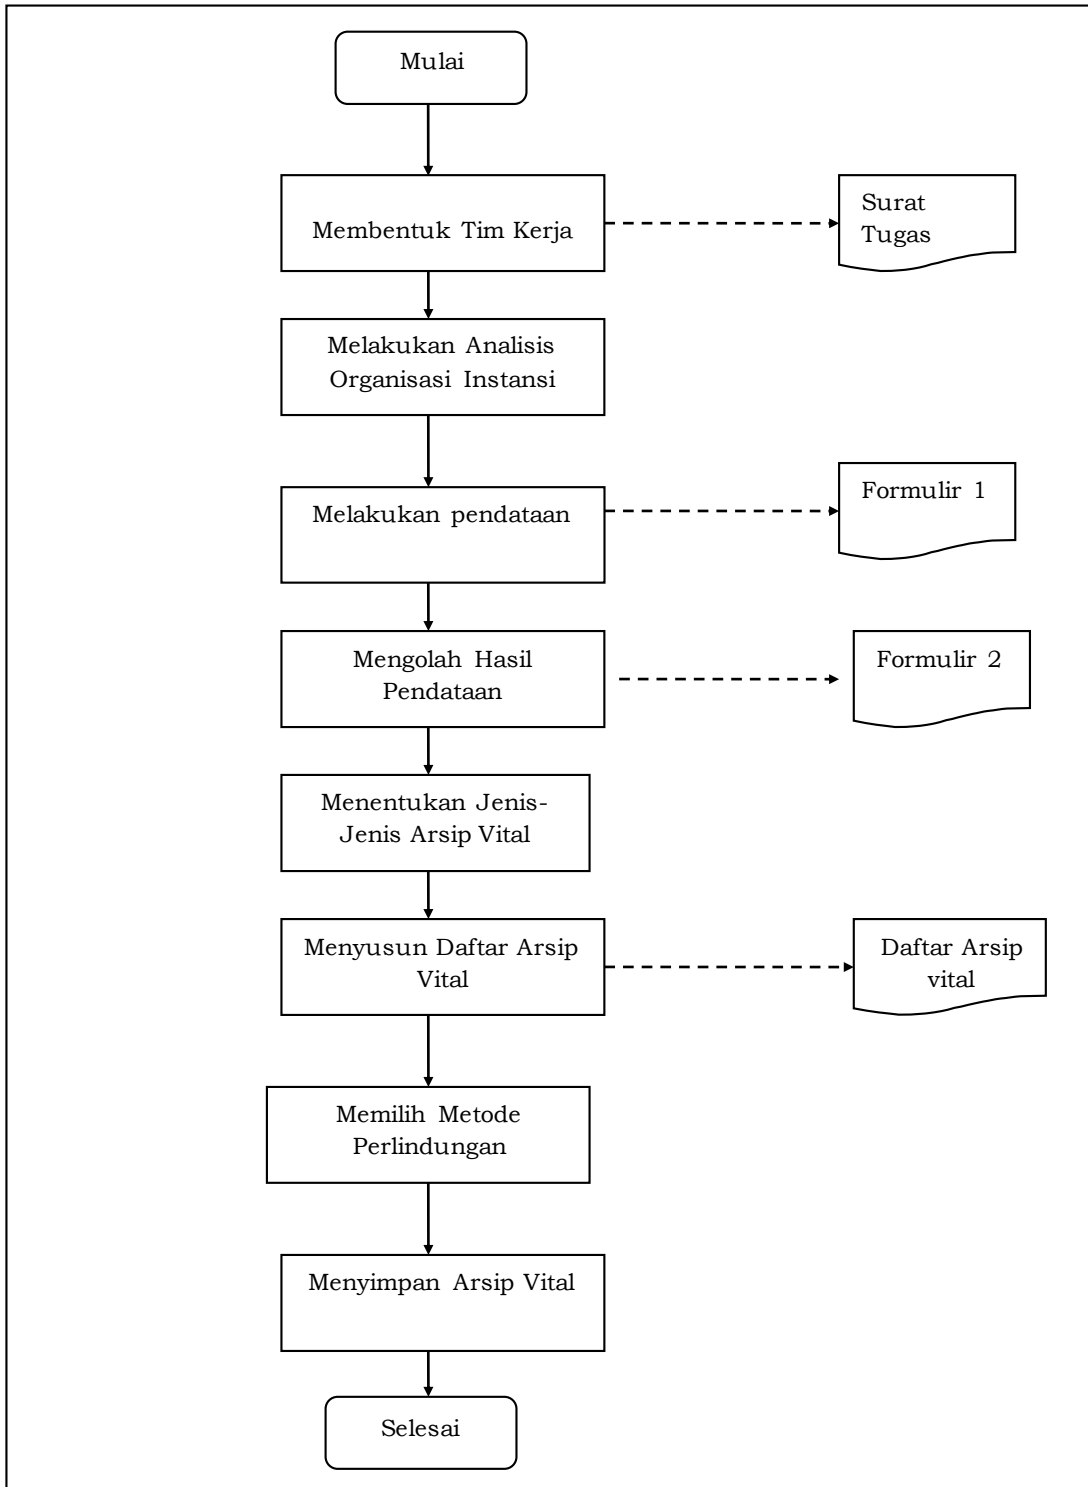 Mulai
Membentuk Tim Kerja
Surat
Tugas
Melakukan Analisis
Organisasi Instansi
Melakukan pendataan
Formulir 1
Mengolah Hasil
Pendataan
Formulir 2
Menentukan Jenis-
Jenis Arsip Vital
Menyusun Daftar Arsip
Vital
Daftar Arsip
vital
Memilih Metode
Perlindungan
Menyimpan Arsip Vital
Selesai